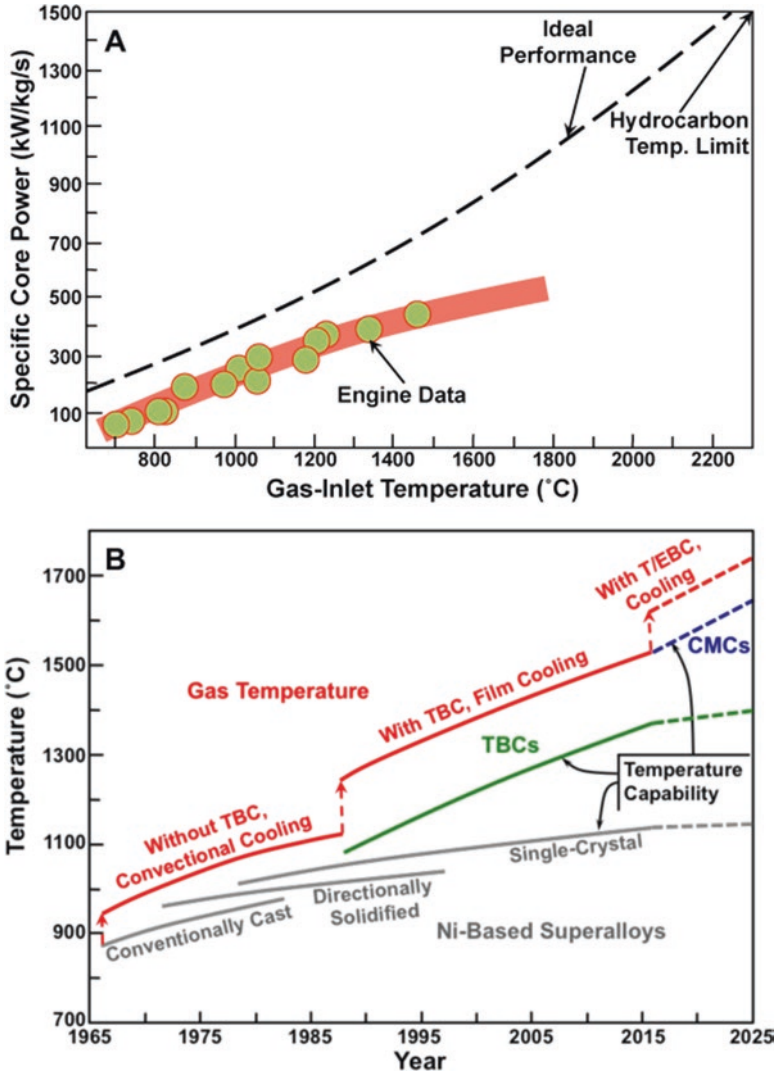 A
1500
1300
1100
900
700
500
300
100
Specific Core Power (kW/kg/s)
Ideal
Performance
Hydrocarbon
Temp. Limit
Engine Data
800
1000
1200
1400
1600
1800
2000
2200
Gas-Inlet Temperature (˚C)
B
1700
1500
1300
1100
900
700
Temperature (˚C)
With T/EBC,
Cooling
CMCs
Gas Temperature
With TBC, Film Cooling
TBCs
Temperature
Capability
Without TBC,
Convectional Cooling
Single-Crystal
Directionally
Solidified
Conventionally Cast
Ni-Based Superalloys
1965
1975
1985
1995
2005
2015
2025
Year